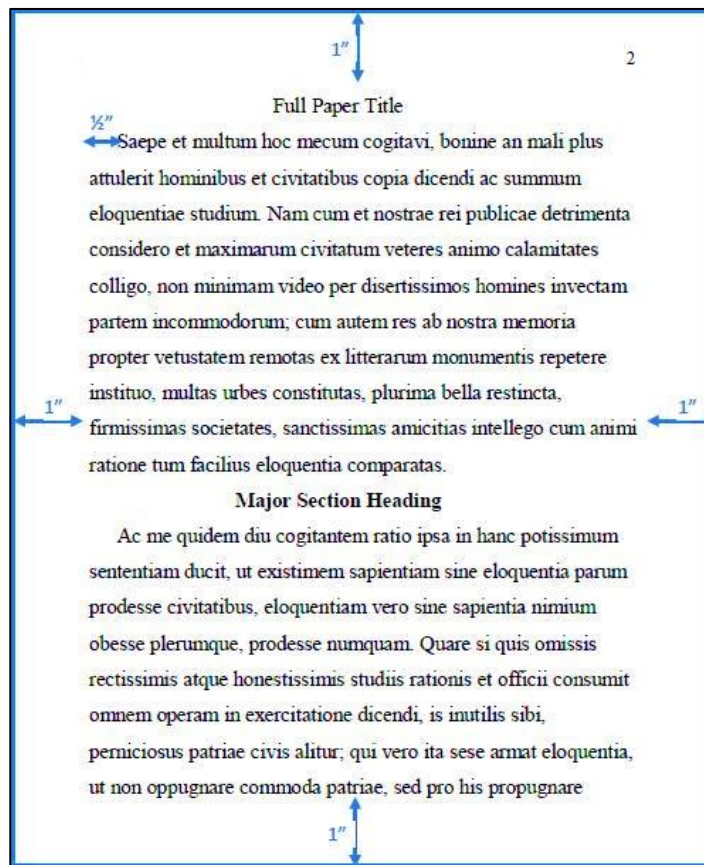 1”
2
Full Paper Title
½”
Saepe et multum hoc mecum cogitavi, bonine an mali plus
attulerit hominibus et civitatibus copia dicendi ac summum
eloquentiae studium. Nam cum et nostrae rei publicae detrimenta
considero et maximarum civitatum veteres animo calamitates
colligo, non minimam video per disertissimos homines invectam
partem incommodorum; cum autem res ab nostra memoria
propter vetustatem remotas ex litterarum monumentis repetere
instituo, multas urbes constitutas, plurima bella restincta,
1”
1”
firmissimas societates, sanctissimas amicitias intellego cum animi
ratione tum facilius eloquentia comparatas.
Major Section Heading
Ac me quidem diu cogitantem ratio ipsa in hanc potissimum
sententiam ducit, ut existimem sapientiam sine eloquentia parum
prodesse civitatibus, eloquentiam vero sine sapientia nimium
obesse plerumque, prodesse numquam. Quare si quis omissis
rectissimis atque honestissimis studiis rationis et officii consumit
omnem operam in exercitatione dicendi, is inutilis sibi,
perniciosus patriae civis alitur; qui vero ita sese armat eloquentia,
ut non oppugnare commoda patriae, sed pro his propugnare
1”